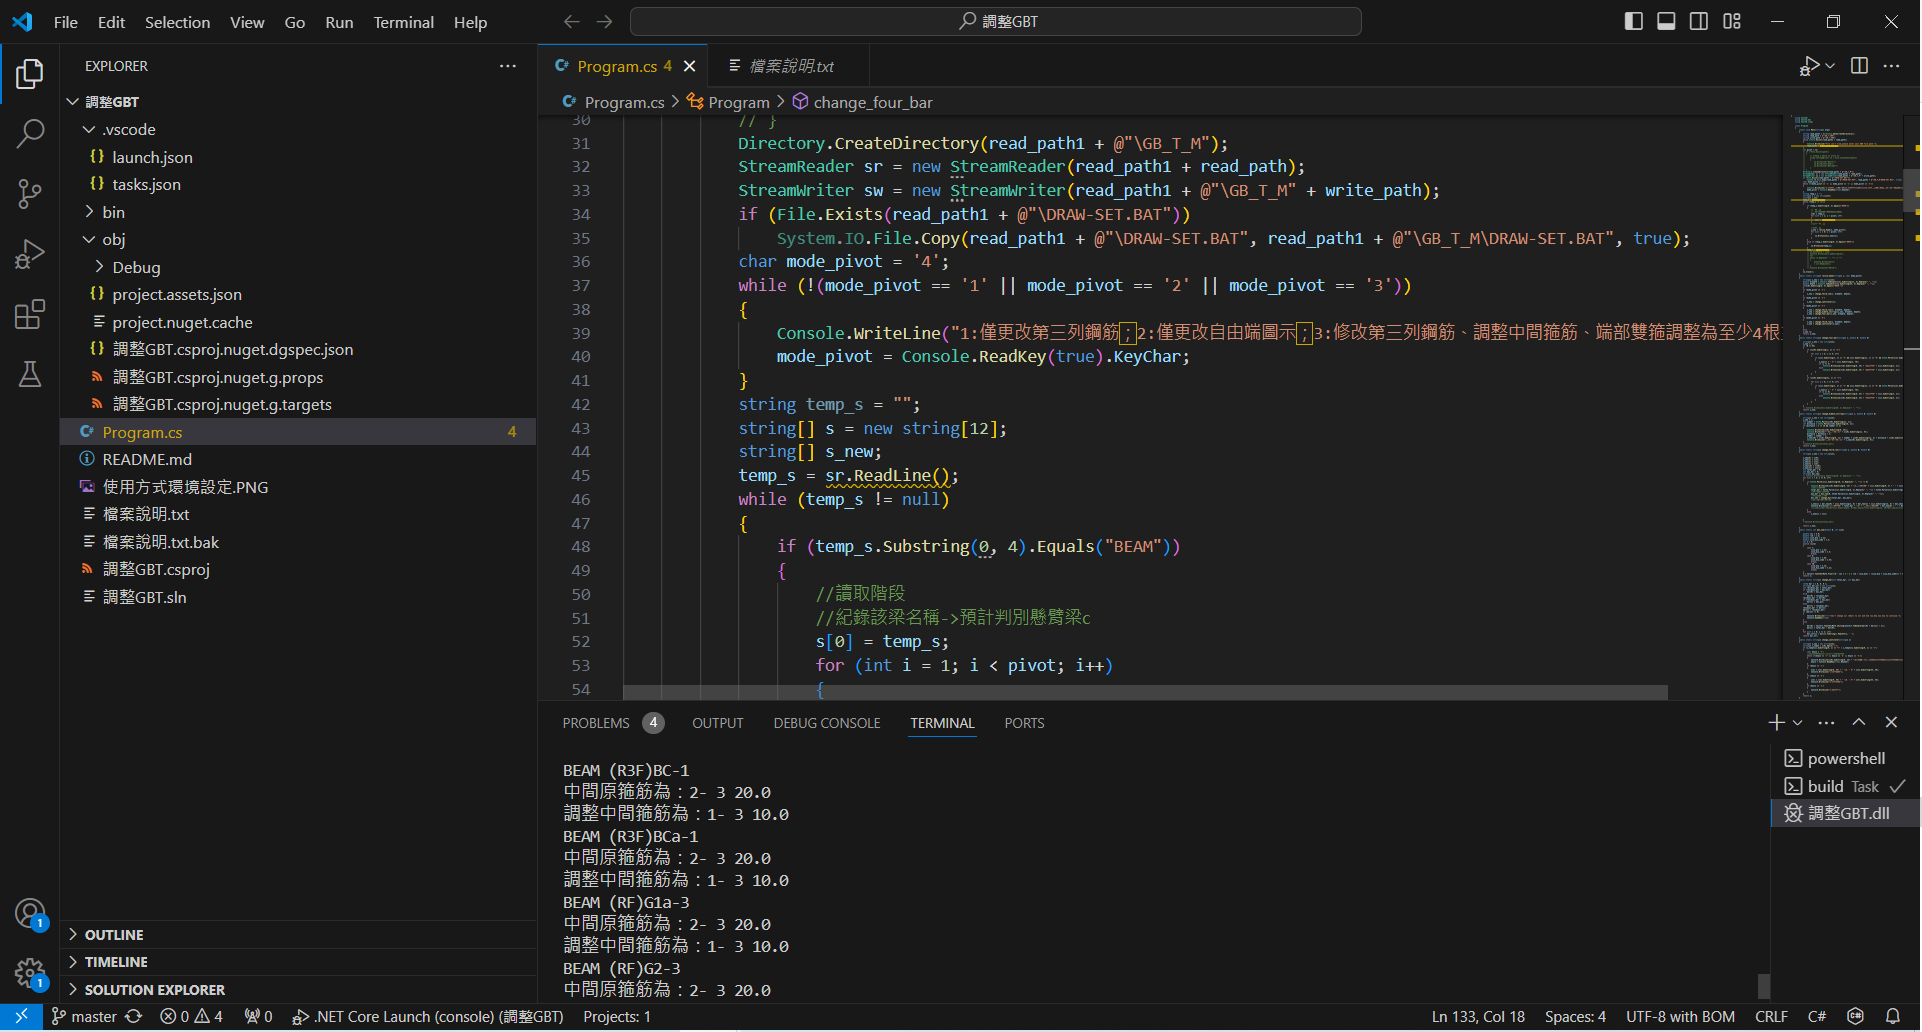 File Edit Selection View Go Run Terminal Help
調整GBT
EXPLORER
調整GBT
.vscode
launch.json
tasks.json
bin
obj
Debug
project.assets.json
project.nuget.cache
調整GBT.csproj.nuget.dgspec.json
調整GBT.csproj.nuget.g.props
調整GBT.csproj.nuget.g.targets
Program.cs 4
README.md
使用方式環境設定.PNG
檔案說明.txt
檔案說明.txt.bak
調整GBT.csproj
調整GBT.sln
OUTLINE
TIMELINE
SOLUTION EXPLORER
Program.cs 4 檔案說明.txt
Program.cs > Program > change_four_bar
30 // }
31 Directory.CreateDirectory(read_path1 + @"\GB_T_M");
32 StreamReader sr = new StreamReader(read_path1 + read_path);
33 StreamWriter sw = new StreamWriter(read_path1 + @"\GB_T_M" + write_path);
34 if (File.Exists(read_path1 + @"\DRAW-SET.BAT"))
35 System.IO.File.Copy(read_path1 + @"\DRAW-SET.BAT", read_path1 + @"\GB_T_M\DRAW-SET.BAT", true);
36 char mode_pivot = '4';
37 while (!(mode_pivot == '1' || mode_pivot == '2' || mode_pivot == '3'))
38 {
39 Console.WriteLine("1:僅更改第三列鋼筋；2:僅更改自由端圖示；3:修改第三列鋼筋、調整中間箍筋、端部雙箍調整為至少4根
40 mode_pivot = Console.ReadKey(true).KeyChar;
41 }
42 string temp_s = "";
43 string[] s = new string[12];
44 string[] s_new;
45 temp_s = sr.ReadLine();
46 while (temp_s != null)
47 {
48 if (temp_s.Substring(0, 4).Equals("BEAM"))
49 {
50 //讀取階段
51 //紀錄該梁名稱->預計判別懸臂梁c
52 s[0] = temp_s;
53 for (int i = 1; i < pivot; i++)
54 {
PROBLEMS 4 OUTPUT DEBUG CONSOLE TERMINAL PORTS
BEAM (R3F)BC-1
中間原箍筋為：2- 3 20.0
調整中間箍筋為：1- 3 10.0
BEAM (R3F)BCa-1
中間原箍筋為：2- 3 20.0
調整中間箍筋為：1- 3 10.0
BEAM (RF)G1a-3
中間原箍筋為：2- 3 20.0
調整中間箍筋為：1- 3 10.0
BEAM (RF)G2-3
中間原箍筋為：2- 3 20.0
powershell
build Task
調整GBT.dll
1
1
master 0 4 0 .NET Core Launch (console) (調整GBT) Projects: 1 Ln 133, Col 18 Spaces: 4 UTF-8 with BOM CRLF C#